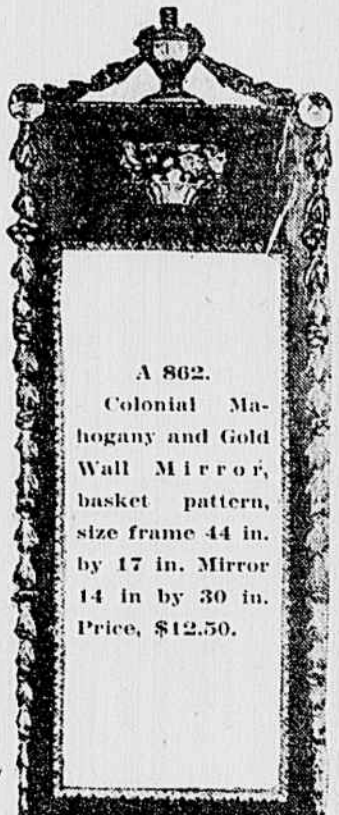 A 862.
Colonial Ma-
hogany and Gold
Wall Mirror,
basket pattern,
size frame 44 in.
by 17 in. Mirror
14 in by 30 in.
Price, $12.50.